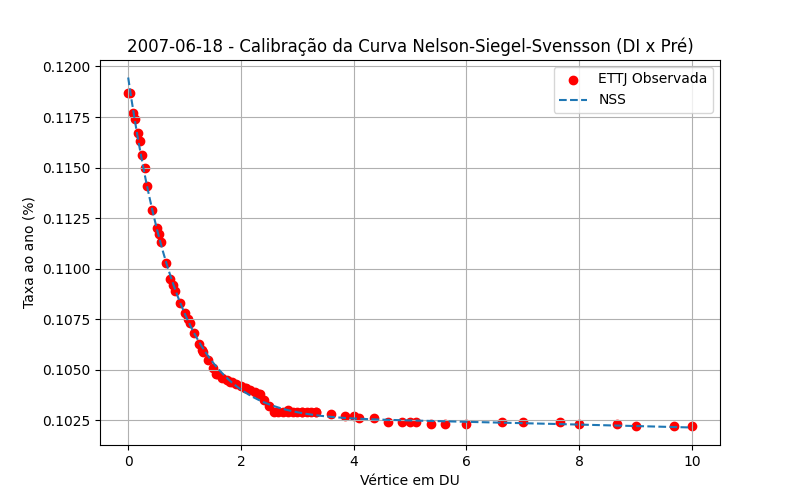 2007-06-18 - Calibração da Curva Nelson-Siegel-Svensson (DI x Pré)
ETTJ Observada
NSS
Taxa ao ano (%)
0.1200
0.1175
0.1150
0.1125
0.1100
0.1075
0.1050
0.1025
0 2 4 6 8 10
Vértice em DU